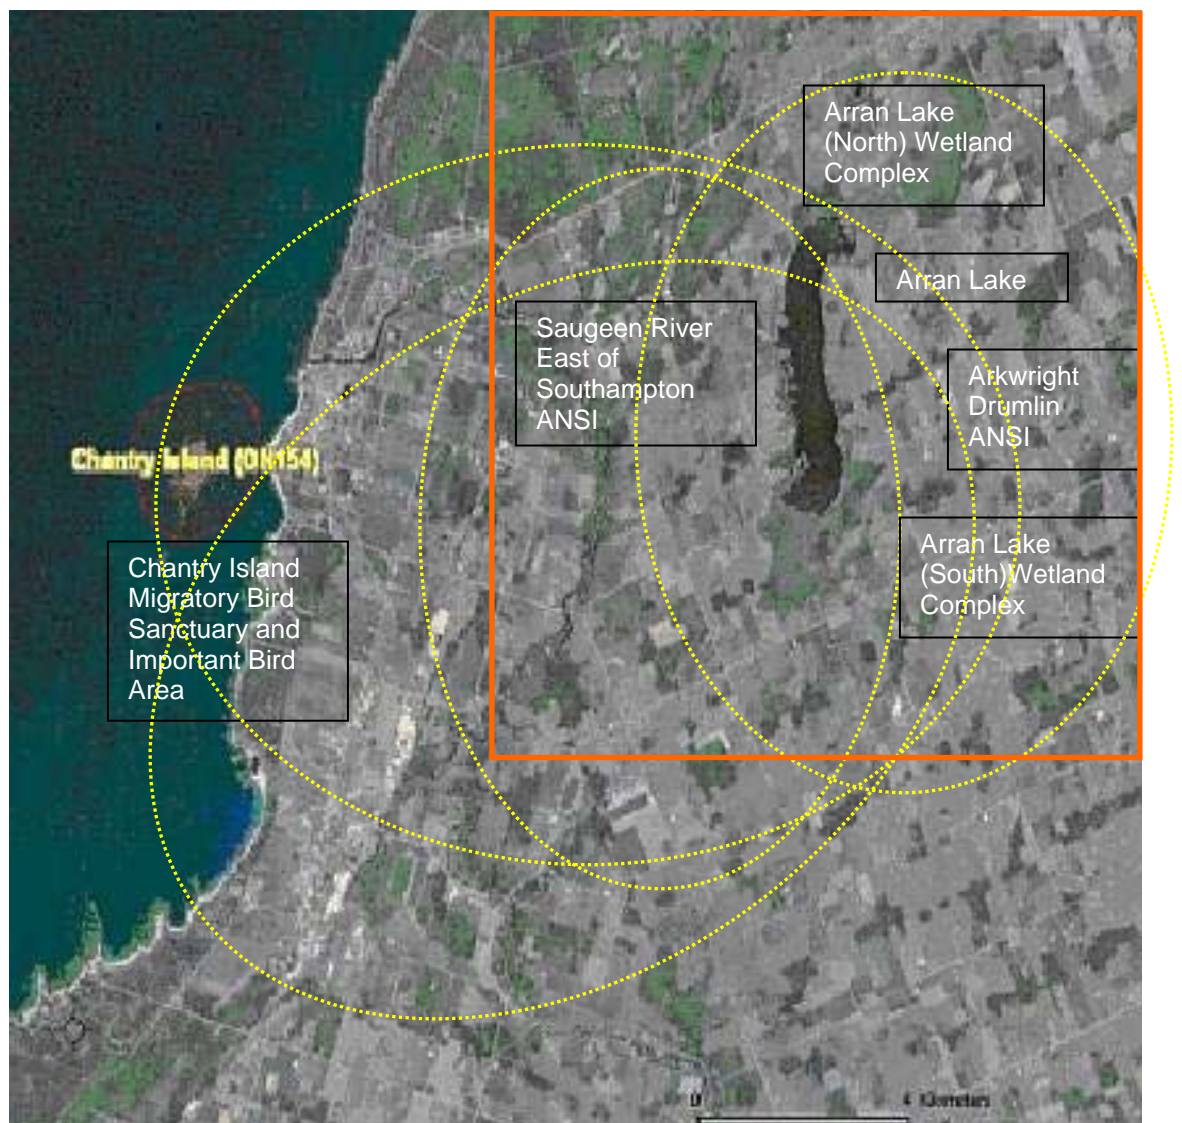 Arran Lake
(North) Wetland
Complex
Arran Lake
Saugeen River
East of
Southampton
ANSI
Arkwright
Drumlin
ANSI
Chantry Island (ON154)
Arran Lake
(South)Wetland
Complex
Chantry Island
Migratory Bird
Sanctuary and
Important Bird
Area
0 4 Kilometers